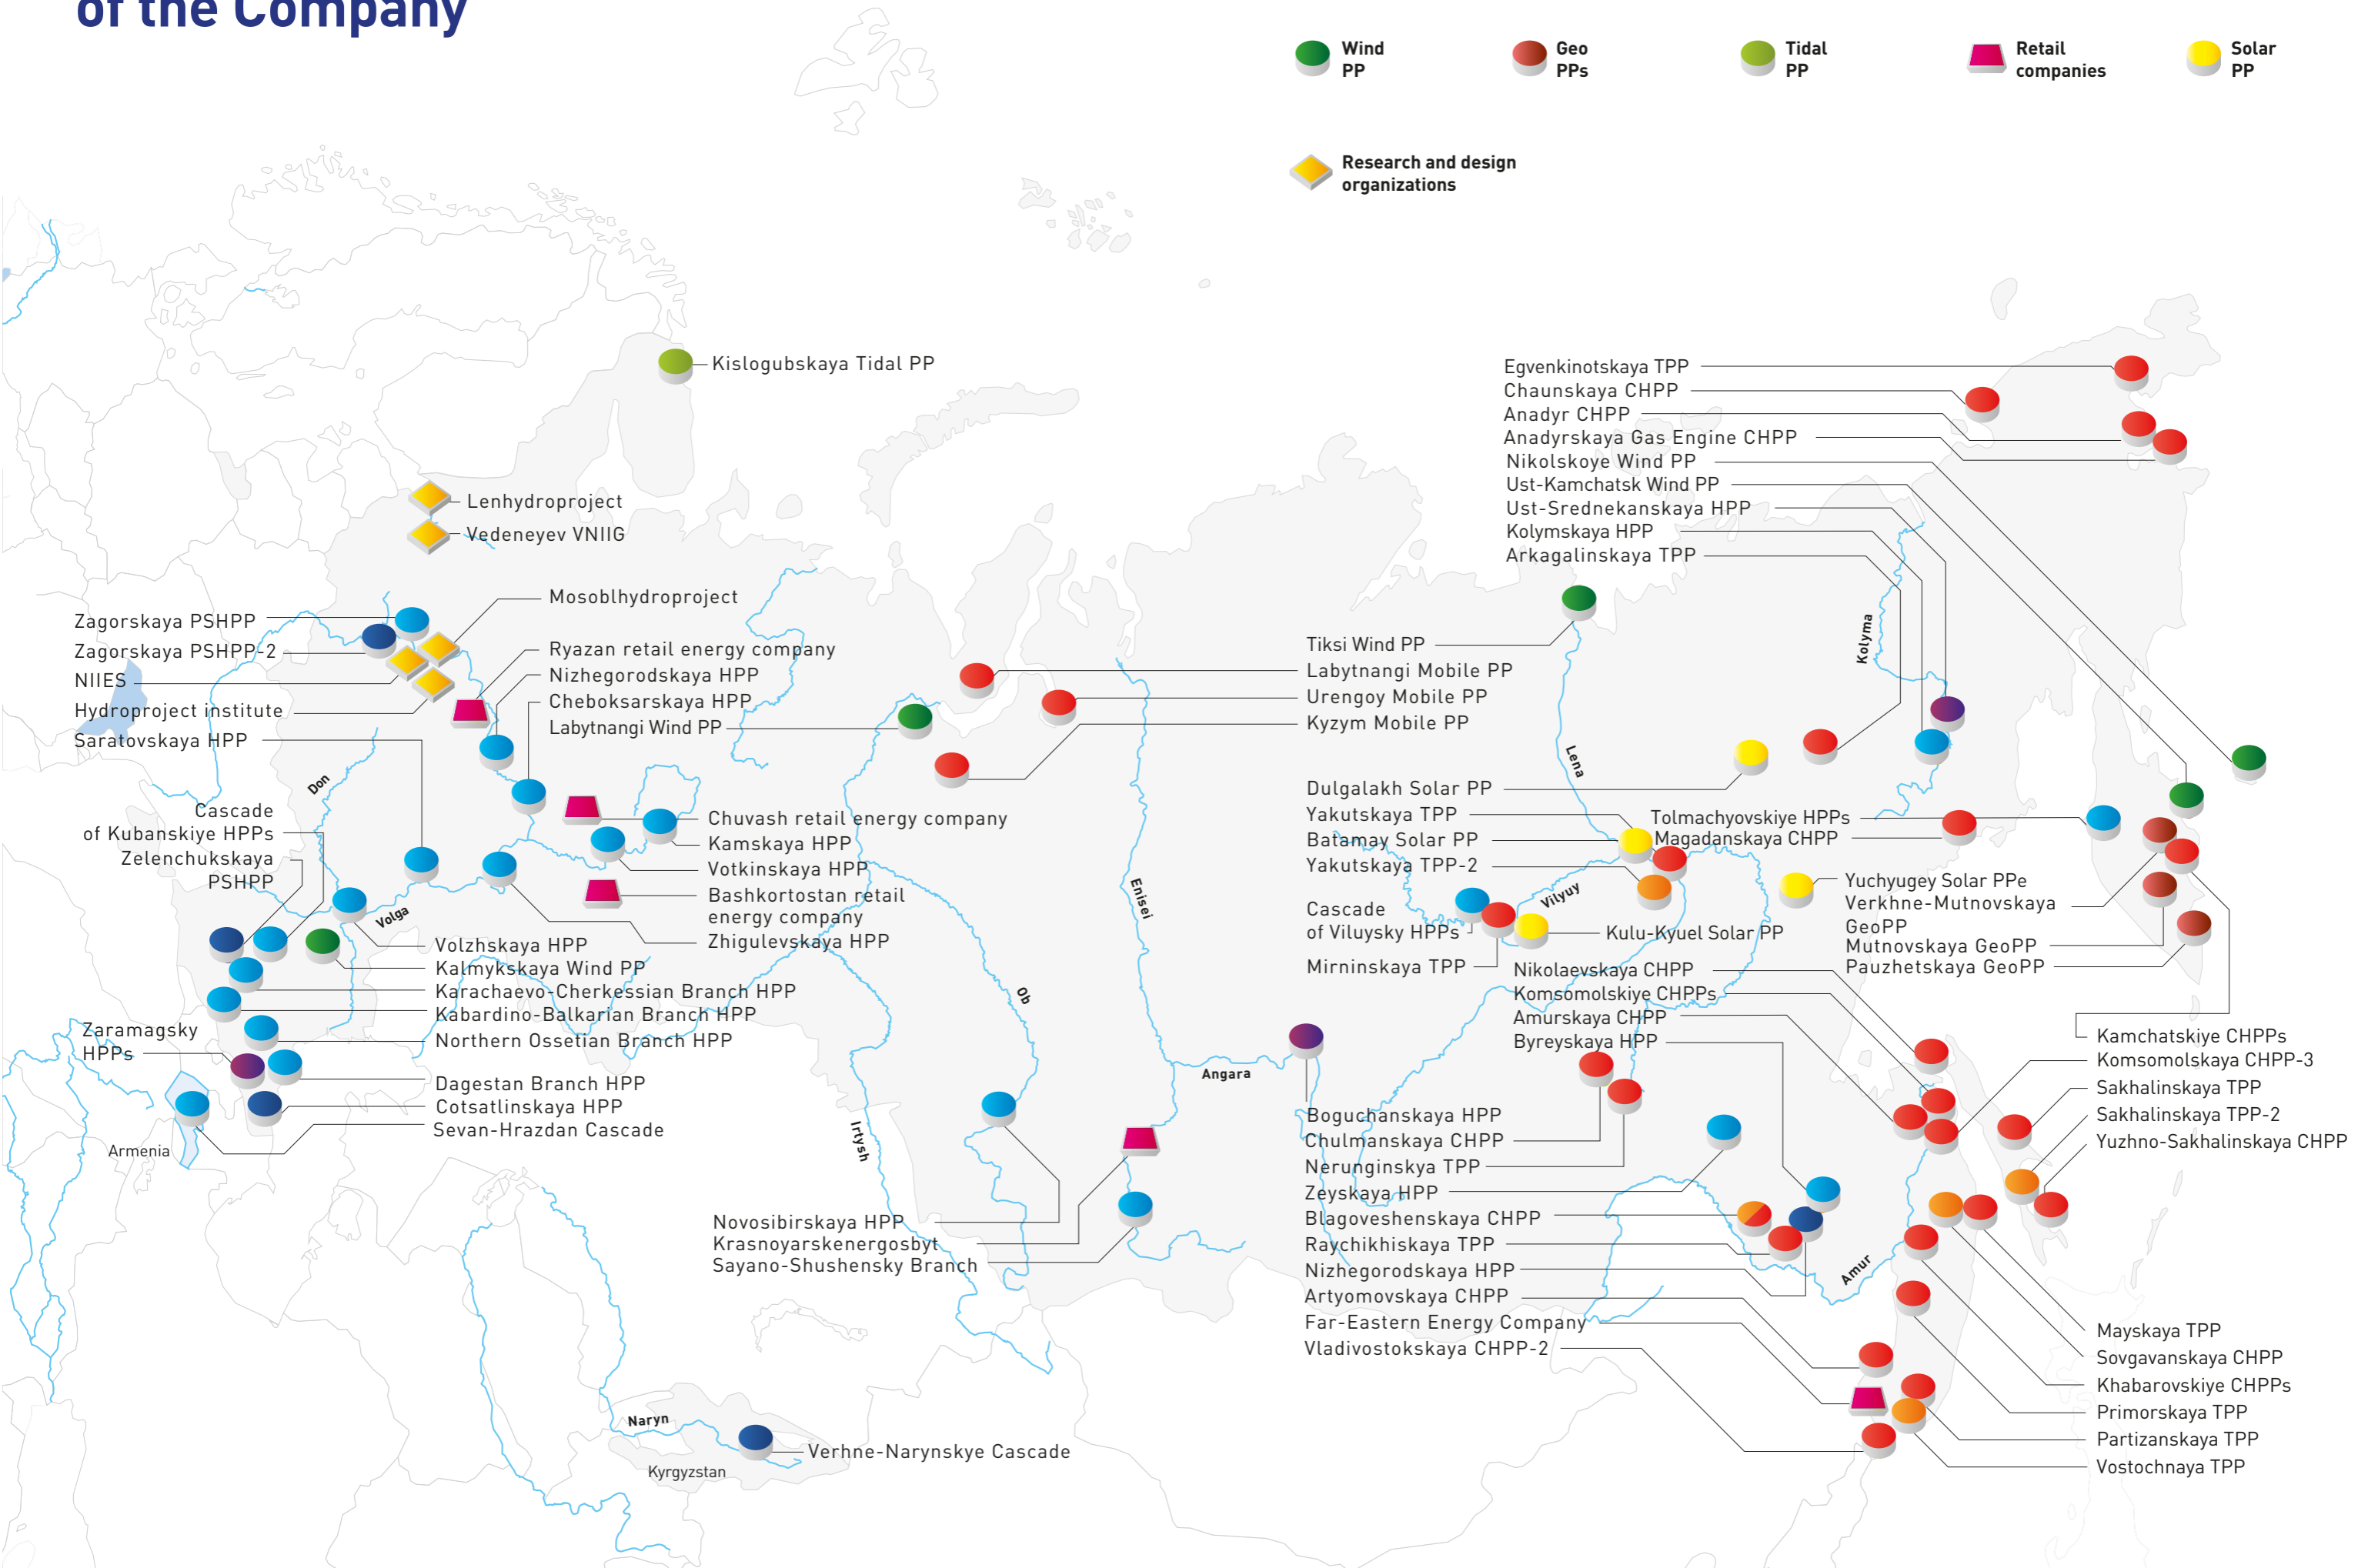 of the Company
Wind
PP
Geo
PPs
Tidal
PP
Retail
companies
Solar
PP
Research and design
organizations
Kislogubskaya Tidal PP
Lenhydroproject
Vedeneyev VNIIG
Mosoblhydroproject
Zagorskaya PSHPP
Zagorskaya PSHPP-2
NIIES
Hydroproject institute
Saratovskaya HPP
Ryazan retail energy company
Nizhegorodskaya HPP
Cheboksarskaya HPP
Labytnangi Wind PP
Don
Cascade
of Kubanskiye HPPs
Zelenchukskaya
PSHPP
Chuvash retail energy company
Kamskaya HPP
Votkinskaya HPP
Bashkortostan retail
energy company
Zhigulevskaya HPP
Volga
Volzhskaya HPP
Kalmykskaya Wind PP
Karachaevo-Cherkessian Branch HPP
Kabardino-Balkarian Branch HPP
Northern Ossetian Branch HPP
Zaramagsky
HPPs
Dagestan Branch HPP
Cotsatlinskaya HPP
Sevan-Hrazdan Cascade
Armenia
Irtysh
Ob
Enisei
Angara
Novosibirskaya HPP
Krasnoyarskenergosbyt
Sayano-Shushensky Branch
Naryn
Kyrgyzstan
Verhne-Narynskye Cascade
Egvenkinotskaya TPP
Chaunskaya CHPP
Anadyr CHPP
Anadyrskaya Gas Engine CHPP
Nikolskoye Wind PP
Ust-Kamchatsk Wind PP
Ust-Srednekanskaya HPP
Kolymskaya HPP
Arkagalinskaya TPP
Kolyma
Tiksi Wind PP
Labytnangi Mobile PP
Urengoy Mobile PP
Kyzym Mobile PP
Lena
Dulgalakh Solar PP
Yakutskaya TPP
Batamay Solar PP
Yakutskaya TPP-2
Tolmachyovskiye HPPs
Magadanskaya CHPP
Vilyuy
Cascade
of Viluysky HPPs
Mirninskaya TPP
Kulu-Kyuel Solar PP
Yuchyugey Solar PPe
Verkhne-Mutnovskaya
GeoPP
Mutnovskaya GeoPP
Pauzhetskaya GeoPP
Nikolaevskaya CHPP
Komsomolskiye CHPPs
Amurskaya CHPP
Byreyskaya HPP
Kamchatskiye CHPPs
Komsomolskaya CHPP-3
Sakhalinskaya TPP
Sakhalinskaya TPP-2
Yuzhno-Sakhalinskaya CHPP
Boguchanskaya HPP
Chulmanskaya CHPP
Nerunginskya TPP
Zeyskaya HPP
Blagoveshenskaya CHPP
Raychikhiskaya TPP
Nizhegorodskaya HPP
Artyomovskaya CHPP
Far-Eastern Energy Company
Vladivostokskaya CHPP-2
Amur
Mayskaya TPP
Sovgavanskaya CHPP
Khabarovskiye CHPPs
Primorskaya TPP
Partizanskaya TPP
Vostochnaya TPP